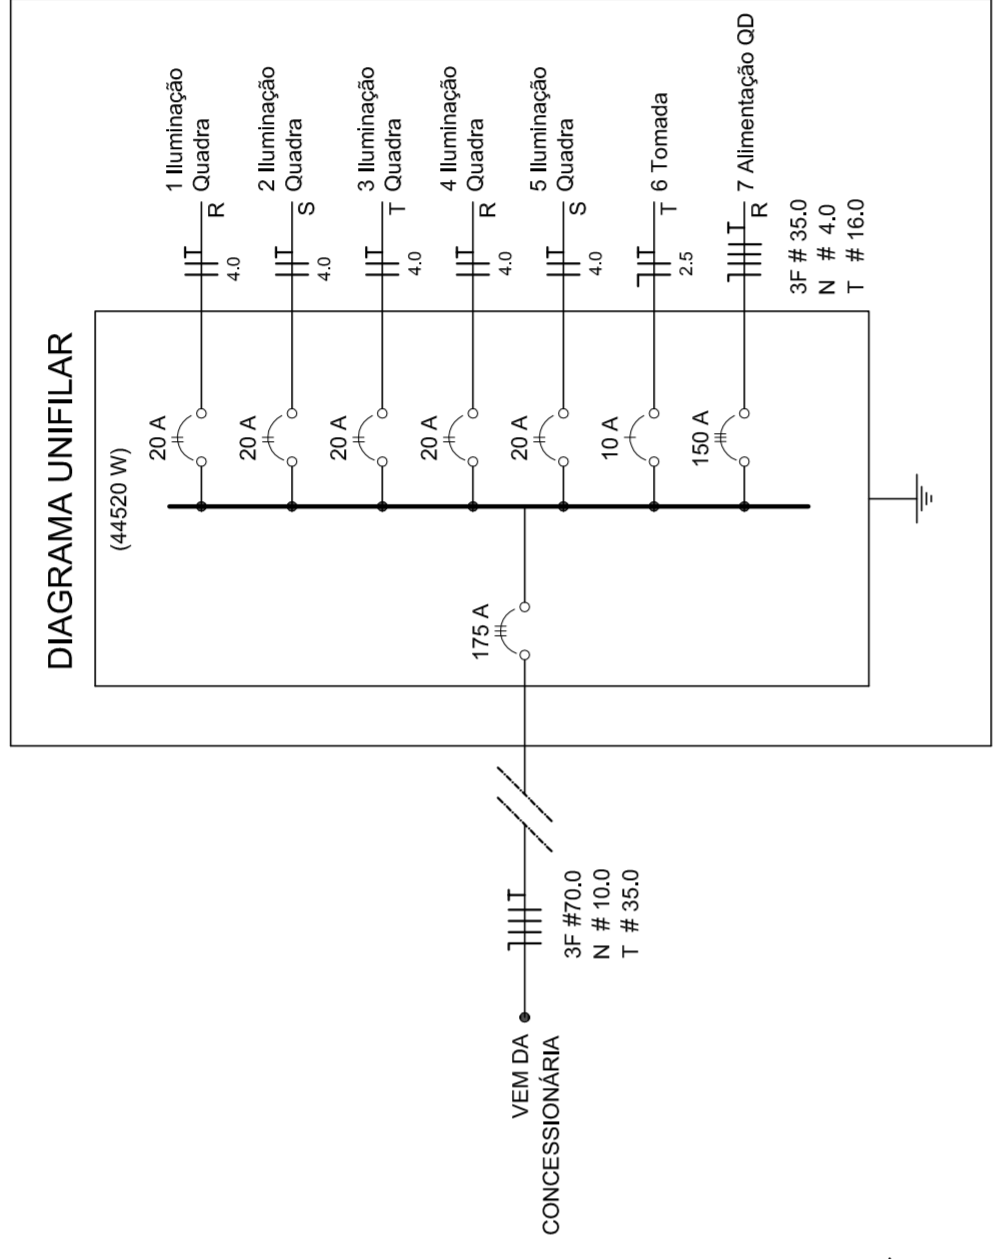 DIAGRAMA UNIFILAR
(44520 W)
20 A
4.0
R
1 Iluminação
Quadra
20 A
4.0
S
2 Iluminação
Quadra
20 A
4.0
T
3 Iluminação
Quadra
20 A
4.0
R
4 Iluminação
Quadra
20 A
4.0
S
5 Iluminação
Quadra
10 A
2.5
T
6 Tomada
150 A
R
7 Alimentação QD
3F # 35.0
N # 4.0
T # 16.0
175 A
3F #70.0
N # 10.0
T # 35.0
VEM DA
CONCESSIONÁRIA